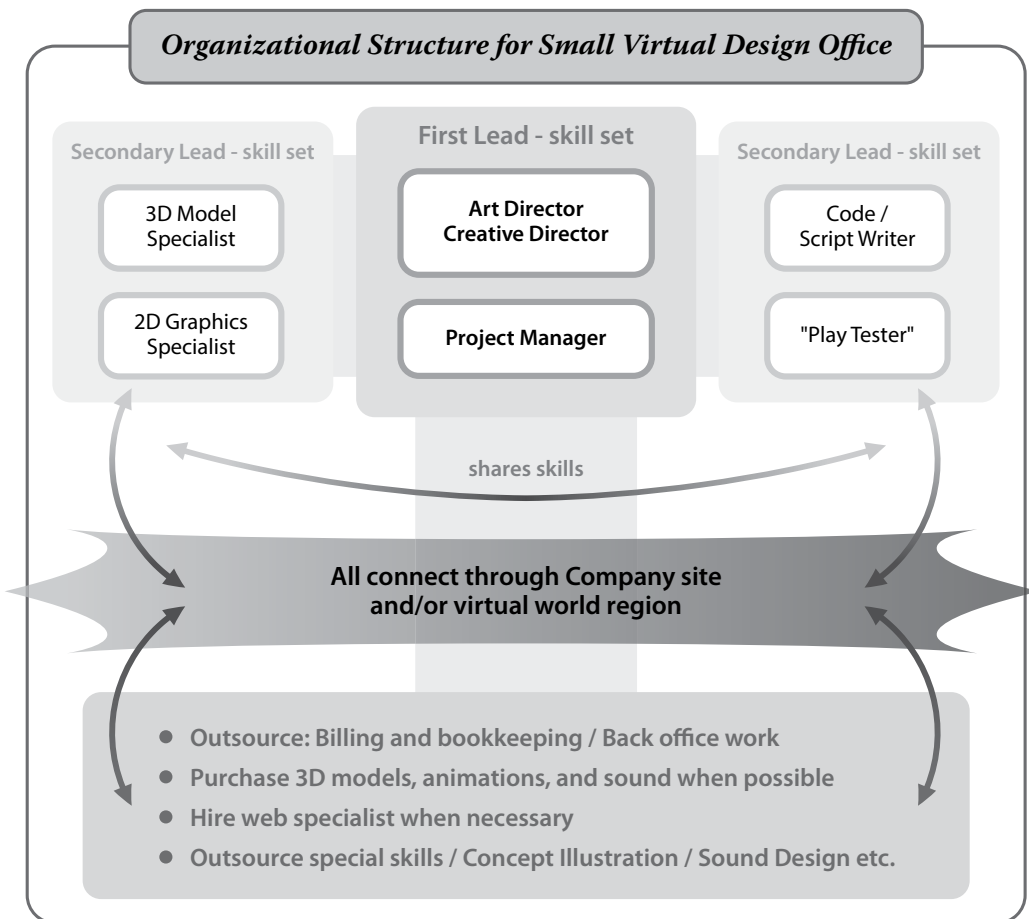 Organizational Structure for Small Virtual Design Office
Secondary Lead - skill set
3D Model
Specialist
2D Graphics
Specialist
First Lead - skill set
Art Director
Creative Director
Project Manager
Secondary Lead - skill set
Code /
Script Writer
"Play Tester"
shares skills
All connect through Company site
and/or virtual world region
● Outsource: Billing and bookkeeping / Back office work
● Purchase 3D models, animations, and sound when possible
● Hire web specialist when necessary
● Outsource special skills / Concept Illustration / Sound Design etc.